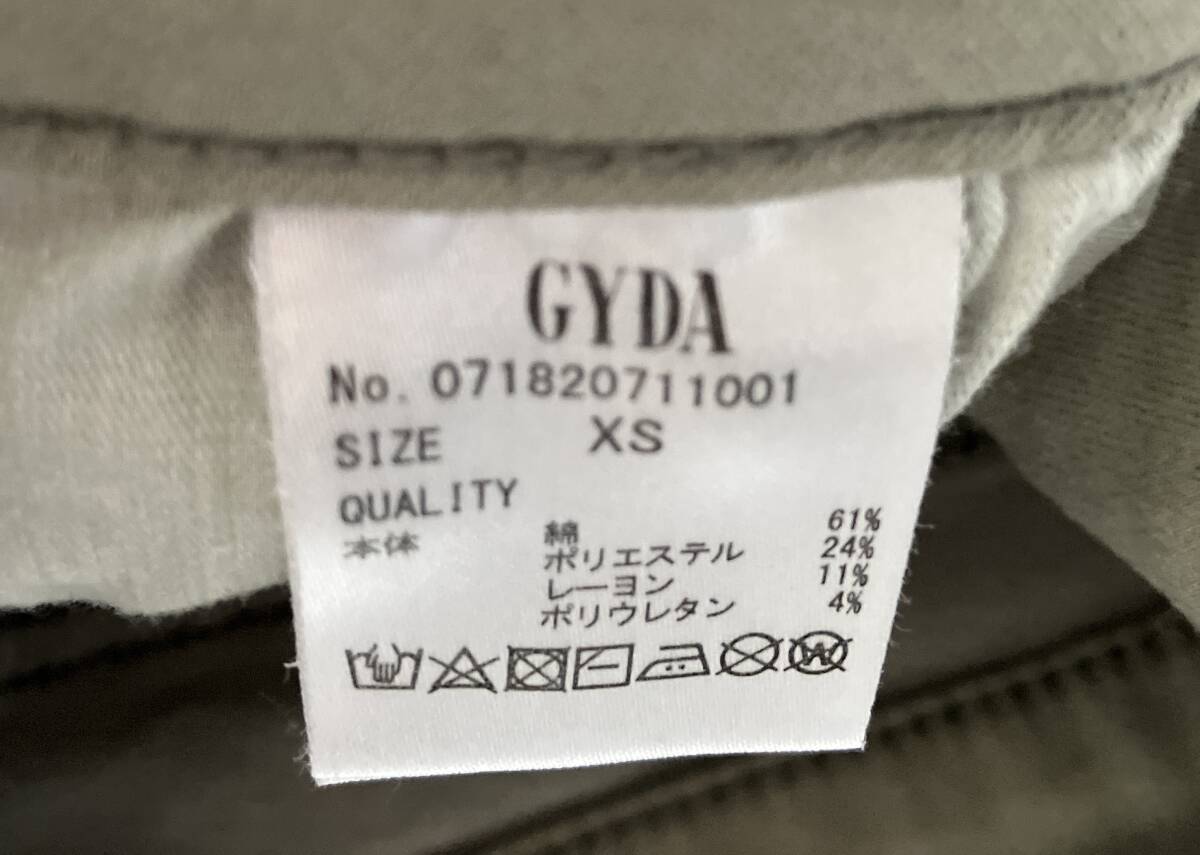 GYDA
No. 071820711001
SIZE XS
QUALITY
本体 綿 61%
ポリエステル 24%
レーヨン 11%
ポリウレタン 4%
W